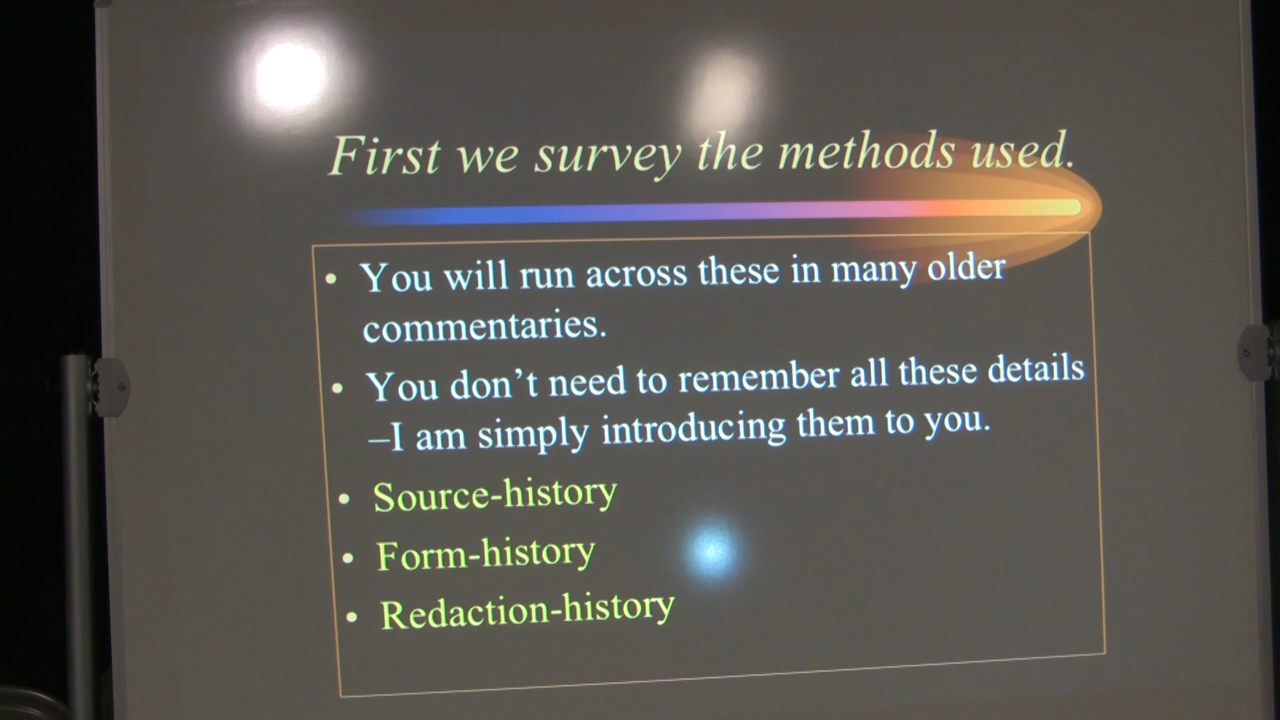 First we survey the methods used.
• You will run across these in many older
commentaries.
• You don’t need to remember all these details
–I am simply introducing them to you.
• Source-history
• Form-history
• Redaction-history